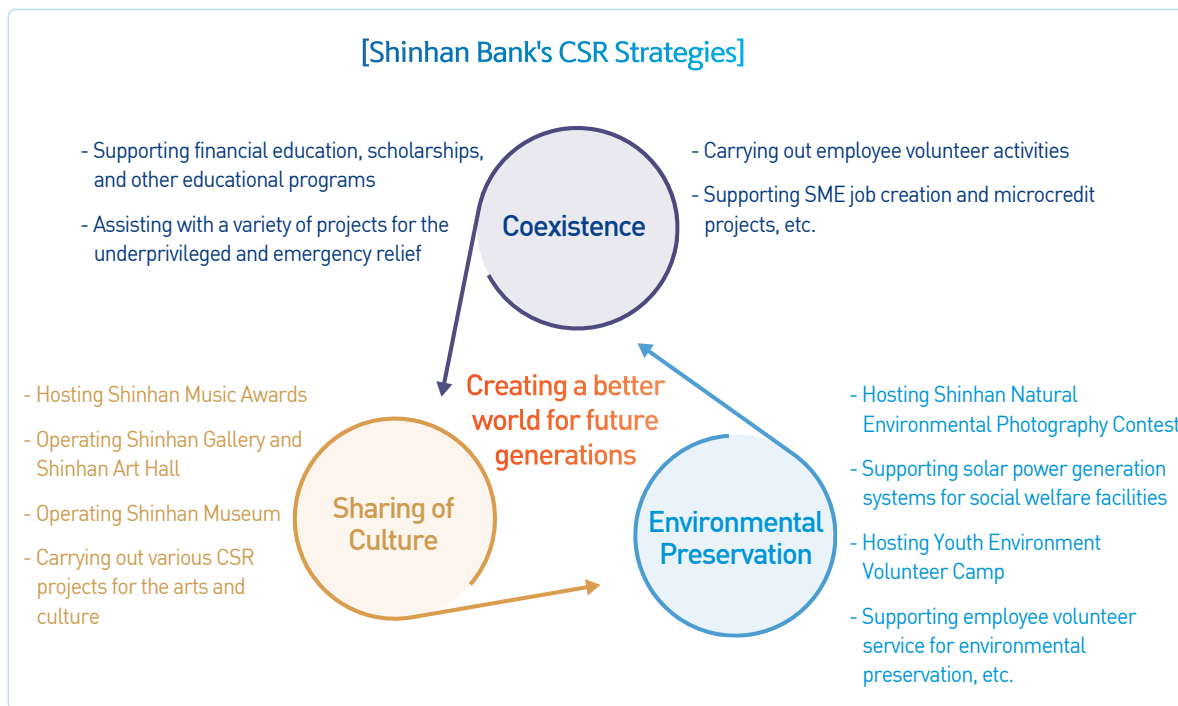 [Shinhan Bank's CSR Strategies]
- Supporting financial education, scholarships,
and other educational programs
- Assisting with a variety of projects for the
underprivileged and emergency relief
Coexistence
- Carrying out employee volunteer activities
- Supporting SME job creation and microcredit
projects, etc.
Creating a better
world for future
generations
- Hosting Shinhan Music Awards
- Operating Shinhan Gallery and
Shinhan Art Hall
- Operating Shinhan Museum
- Carrying out various CSR
projects for the arts and
culture
Sharing of
Culture
Environmental
Preservation
- Hosting Shinhan Natural
Environmental Photography Contest
- Supporting solar power generation
systems for social welfare facilities
- Hosting Youth Environment
Volunteer Camp
- Supporting employee volunteer
service for environmental
preservation, etc.